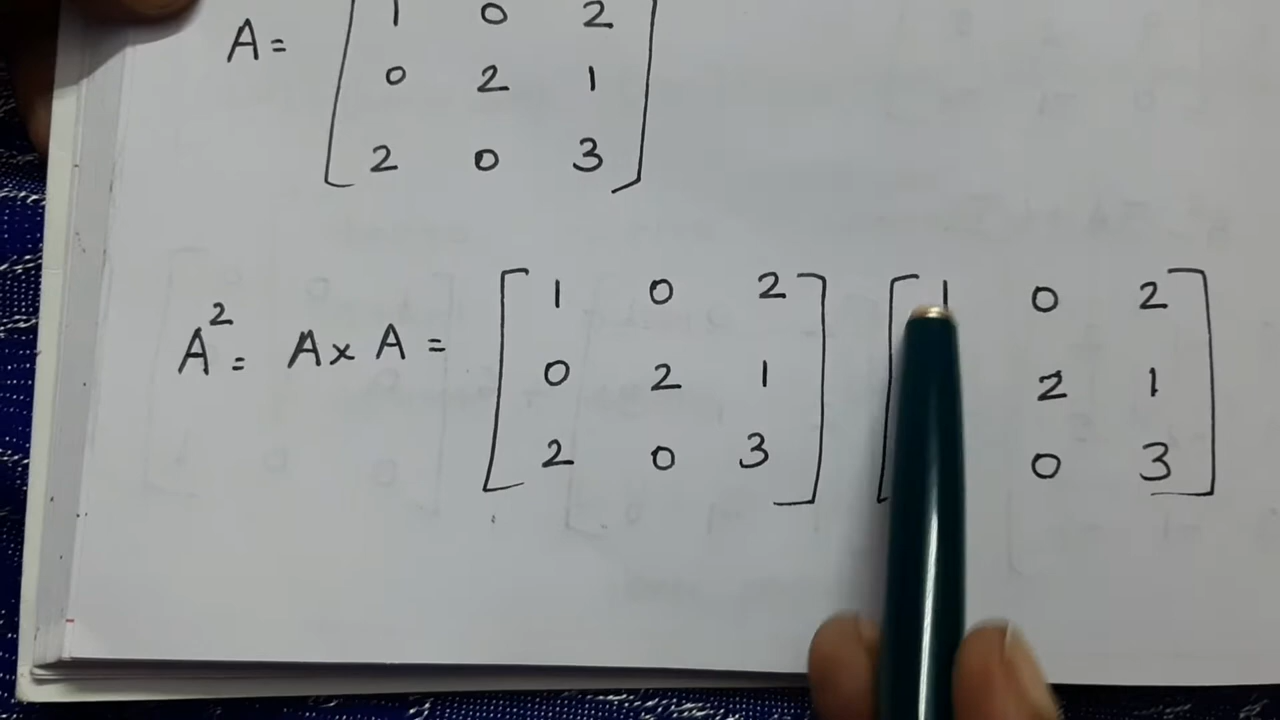 1 0 2
A = 0 2 1
2 0 3
1 0 2 1 0 2
A² = A × A = 0 2 1 2 1
2 0 3 0 3